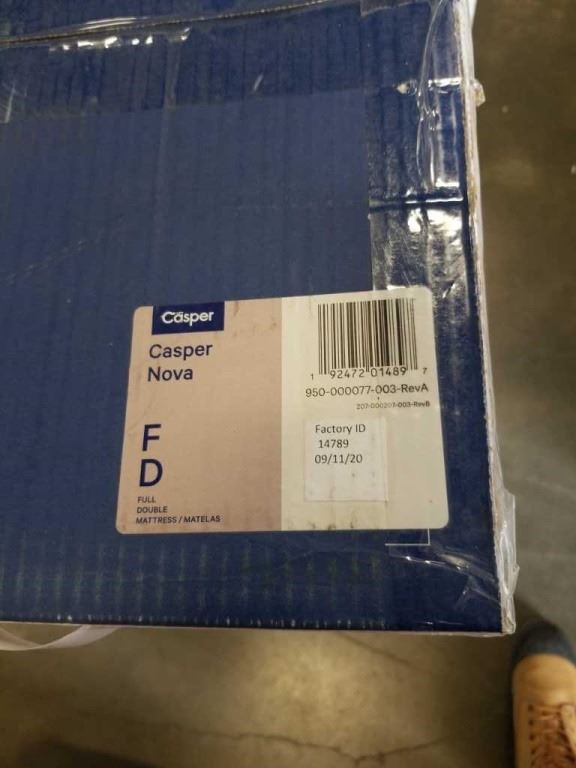 Casper
Casper
Nova
F
D
FULL
DOUBLE
MATTRESS / MATELAS
1 92472 01489 7
950-000077-003-RevA
207-000207-003-RevB
Factory ID
14789
09/11/20